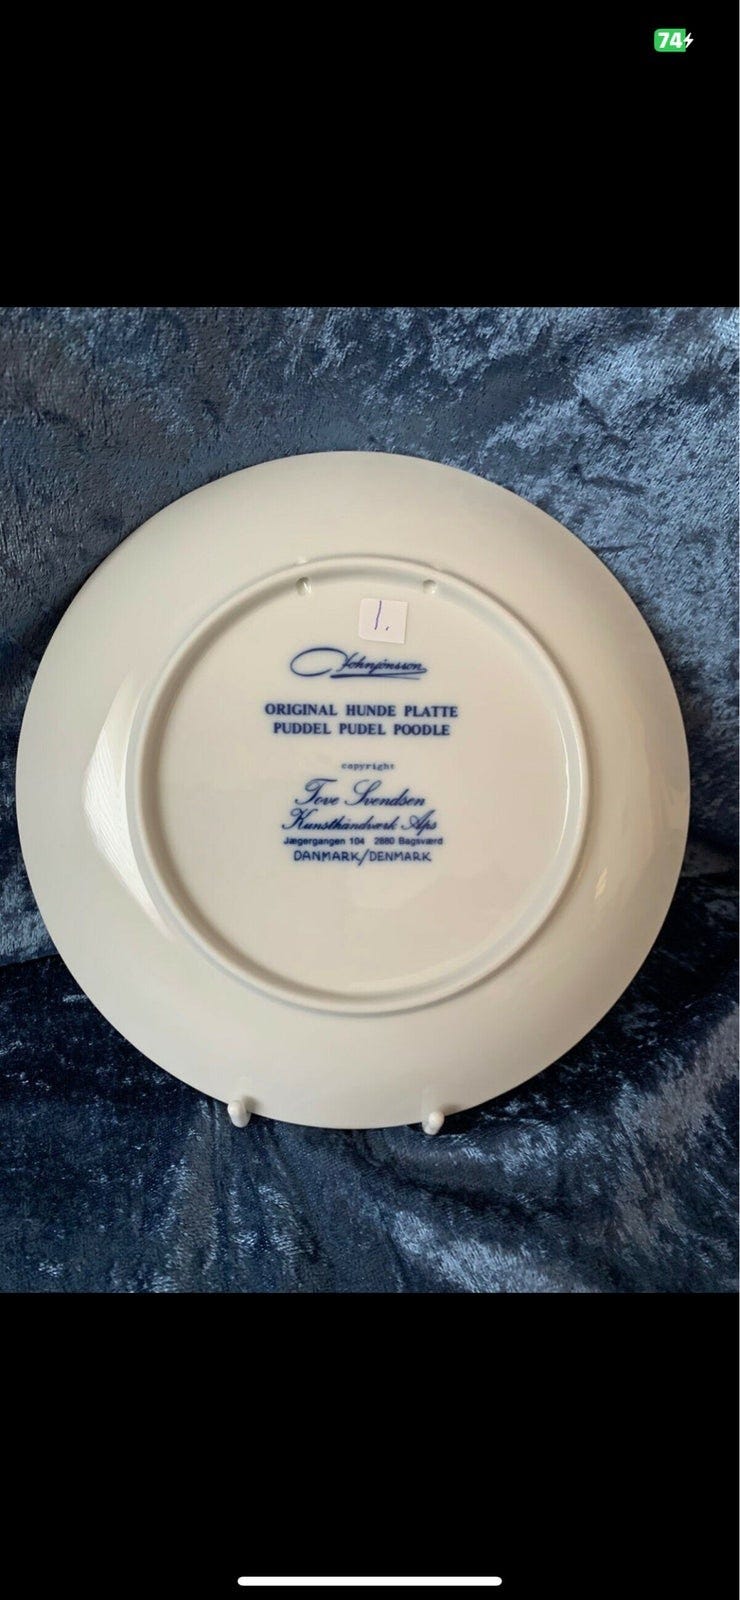 74
1.
Johnjönsson
ORIGINAL HUNDE PLATTE
PUDDEL PUDEL POODLE
copyright
Tove Svendsen
Kunsthåndværk Aps
Jægergangen 104 2880 Bagsværd
DANMARK/DENMARK